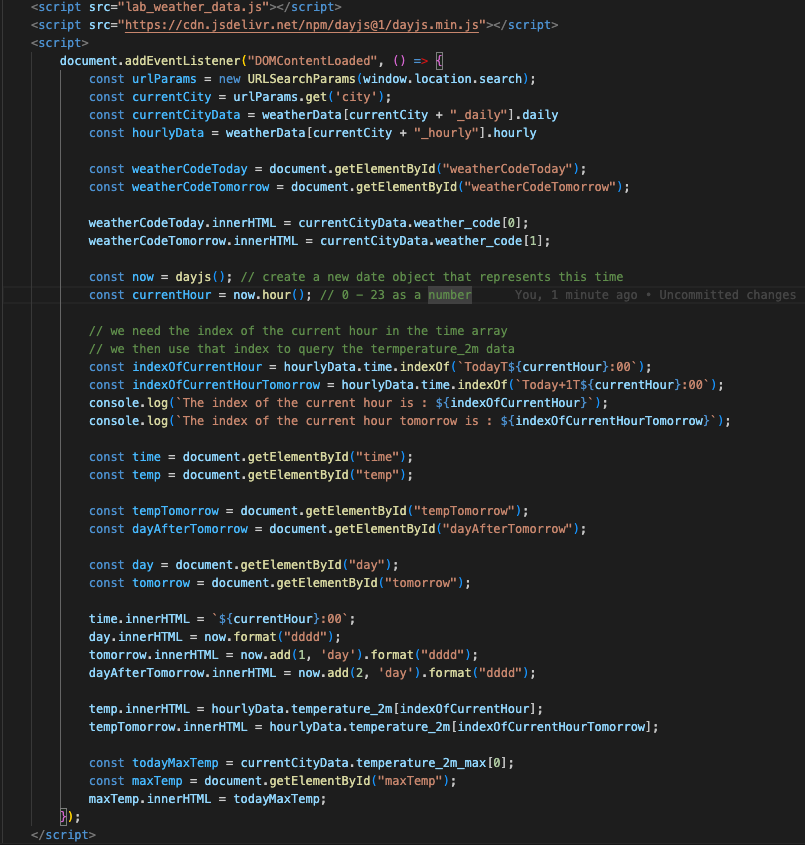 <script src="lab_weather_data.js"></script>
<script src="https://cdn.jsdelivr.net/npm/dayjs@1/dayjs.min.js"></script>
<script>
    document.addEventListener("DOMContentLoaded", () => {
        const urlParams = new URLSearchParams(window.location.search);
        const currentCity = urlParams.get('city');
        const currentCityData = weatherData[currentCity + "_daily"].daily
        const hourlyData = weatherData[currentCity + "_hourly"].hourly

        const weatherCodeToday = document.getElementById("weatherCodeToday");
        const weatherCodeTomorrow = document.getElementById("weatherCodeTomorrow");

        weatherCodeToday.innerHTML = currentCityData.weather_code[0];
        weatherCodeTomorrow.innerHTML = currentCityData.weather_code[1];

        const now = dayjs(); // create a new date object that represents this time
        const currentHour = now.hour(); // 0 - 23 as a number      You, 1 minute ago • Uncommitted changes

        // we need the index of the current hour in the time array
        // we then use that index to query the termperature_2m data
        const indexOfCurrentHour = hourlyData.time.indexOf(`TodayT${currentHour}:00`);
        const indexOfCurrentHourTomorrow = hourlyData.time.indexOf(`Today+1T${currentHour}:00`);
        console.log(`The index of the current hour is : ${indexOfCurrentHour}`);
        console.log(`The index of the current hour tomorrow is : ${indexOfCurrentHourTomorrow}`);

        const time = document.getElementById("time");
        const temp = document.getElementById("temp");

        const tempTomorrow = document.getElementById("tempTomorrow");
        const dayAfterTomorrow = document.getElementById("dayAfterTomorrow");

        const day = document.getElementById("day");
        const tomorrow = document.getElementById("tomorrow");

        time.innerHTML = `${currentHour}:00`;
        day.innerHTML = now.format("dddd");
        tomorrow.innerHTML = now.add(1, 'day').format("dddd");
        dayAfterTomorrow.innerHTML = now.add(2, 'day').format("dddd");

        temp.innerHTML = hourlyData.temperature_2m[indexOfCurrentHour];
        tempTomorrow.innerHTML = hourlyData.temperature_2m[indexOfCurrentHourTomorrow];

        const todayMaxTemp = currentCityData.temperature_2m_max[0];
        const maxTemp = document.getElementById("maxTemp");
        maxTemp.innerHTML = todayMaxTemp;
    });
</script>